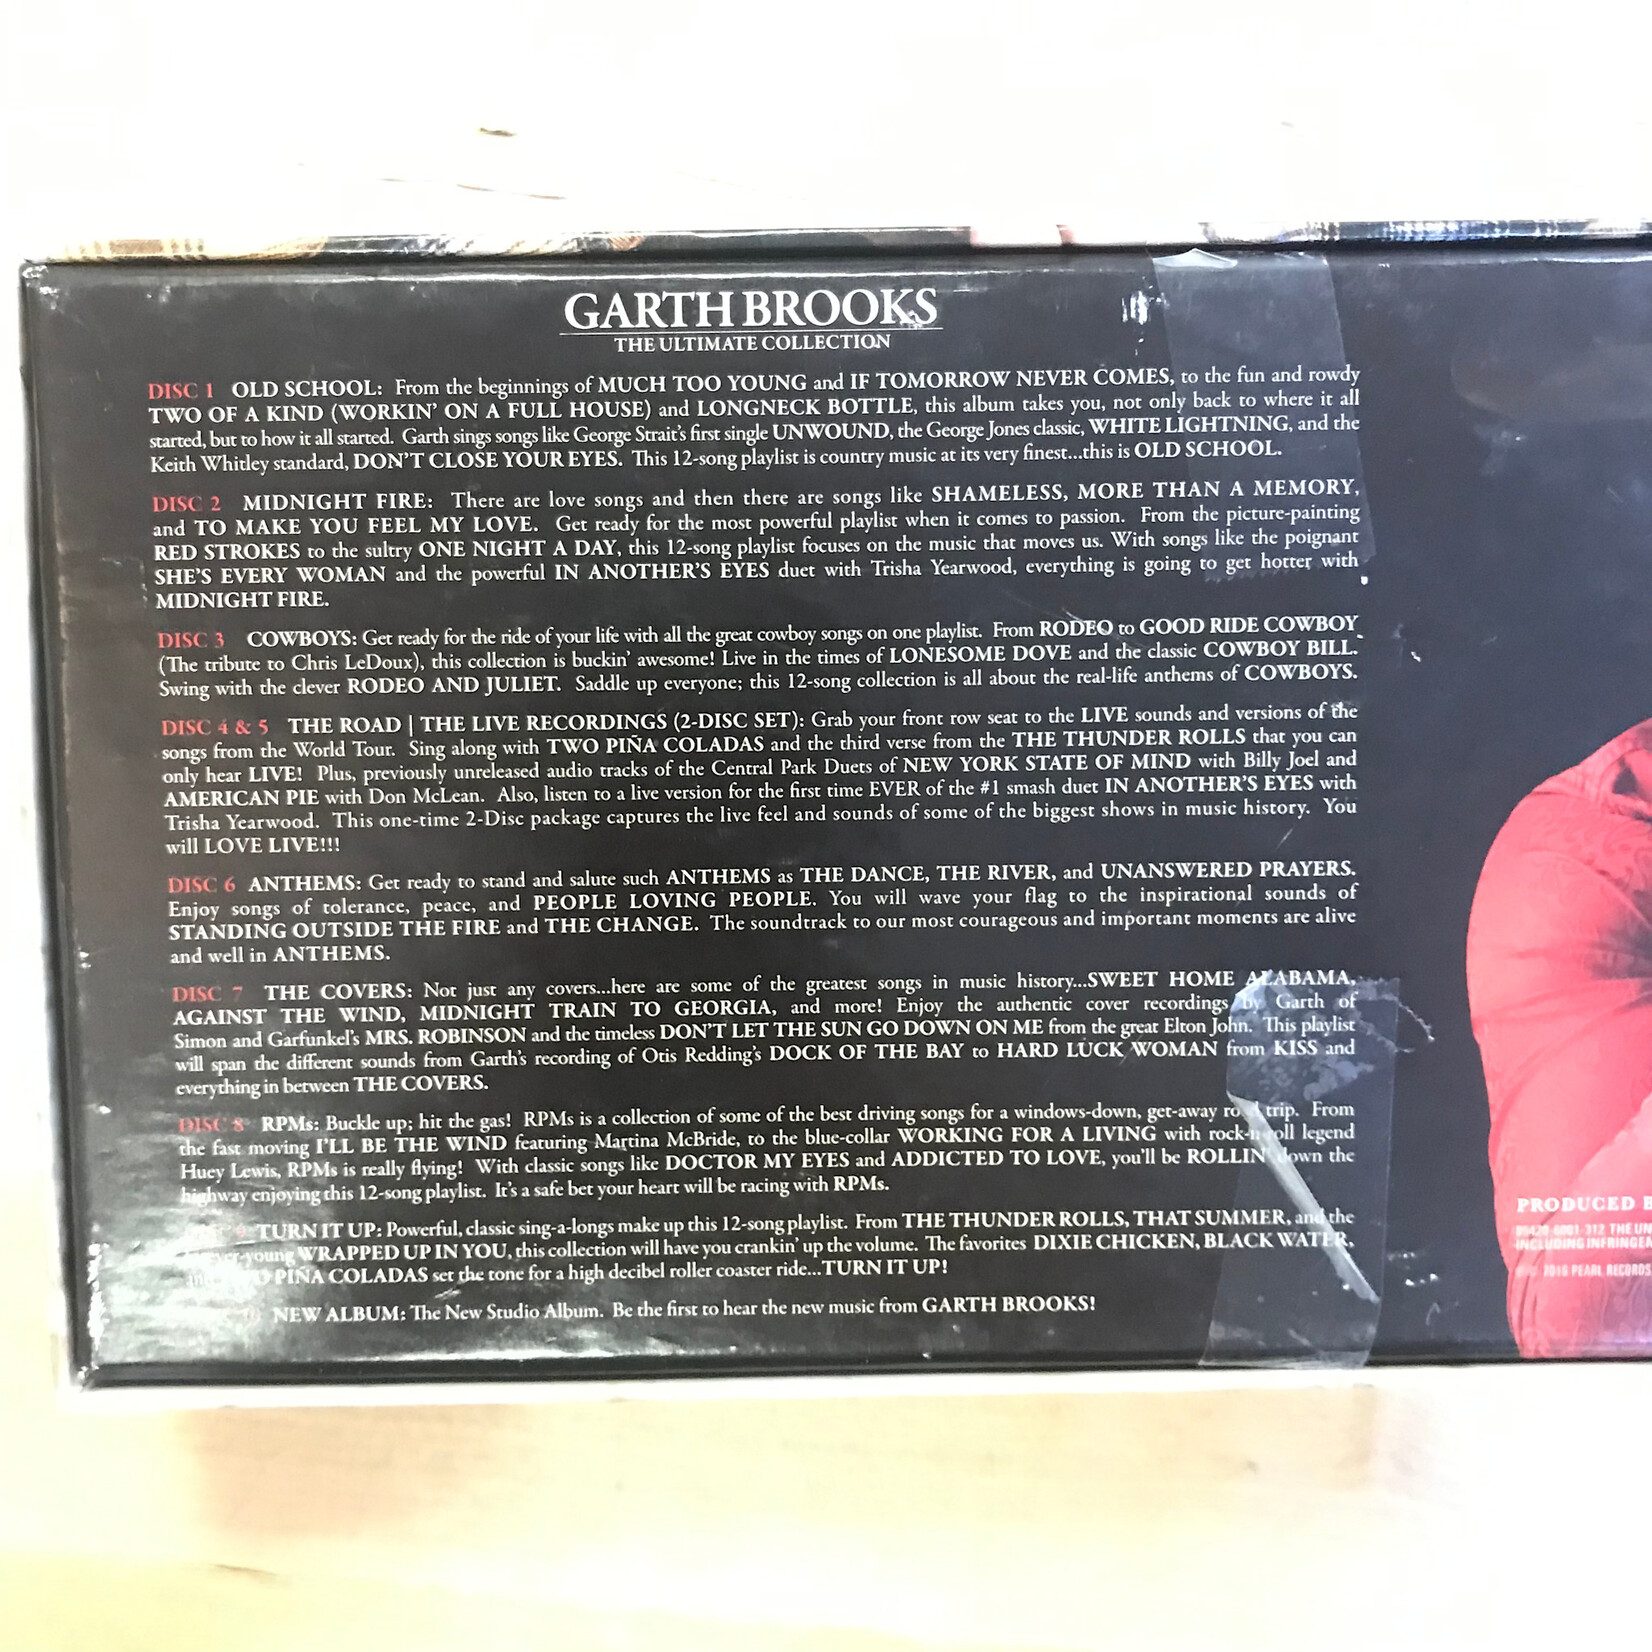 GARTH BROOKS
THE ULTIMATE COLLECTION
DISC 1 OLD SCHOOL: From the beginnings of MUCH TOO YOUNG and IF TOMORROW NEVER COMES, to the fun and rowdy
TWO OF A KIND (WORKIN' ON A FULL HOUSE) and LONGNECK BOTTLE, this album takes you, not only back to where it all
started, but to how it all started. Garth sings songs like George Strait's first single UNWOUND, the George Jones classic, WHITE LIGHTNING, and the
Keith Whitley standard, DON'T CLOSE YOUR EYES. This 12-song playlist is country music at its very finest...this is OLD SCHOOL.
DISC 2 MIDNIGHT FIRE: There are love songs and then there are songs like SHAMELESS, MORE THAN A MEMORY,
and TO MAKE YOU FEEL MY LOVE. Get ready for the most powerful playlist when it comes to passion. From the picture-painting
RED STROKES to the sultry ONE NIGHT A DAY, this 12-song playlist focuses on the music that moves us. With songs like the poignant
SHE'S EVERY WOMAN and the powerful IN ANOTHER'S EYES duet with Trisha Yearwood, everything is going to get hotter with
MIDNIGHT FIRE.
DISC 3 COWBOYS: Get ready for the ride of your life with all the great cowboy songs on one playlist. From RODEO to GOOD RIDE COWBOY
(The tribute to Chris LeDoux), this collection is buckin' awesome! Live in the times of LONESOME DOVE and the classic COWBOY BILL.
Swing with the clever RODEO AND JULIET. Saddle up everyone; this 12-song collection is all about the real-life anthems of COWBOYS.
DISC 4 & 5 THE ROAD | THE LIVE RECORDINGS (2-DISC SET): Grab your front row seat to the LIVE sounds and versions of the
songs from the World Tour. Sing along with TWO PIÑA COLADAS and the third verse from the THE THUNDER ROLLS that you can
only hear LIVE! Plus, previously unreleased audio tracks of the Central Park Duets of NEW YORK STATE OF MIND with Billy Joel and
AMERICAN PIE with Don McLean. Also, listen to a live version for the first time EVER of the #1 smash duet IN ANOTHER'S EYES with
Trisha Yearwood. This one-time 2-Disc package captures the live feel and sounds of some of the biggest shows in music history. You
will LOVE LIVE!!!
DISC 6 ANTHEMS: Get ready to stand and salute such ANTHEMS as THE DANCE, THE RIVER, and UNANSWERED PRAYERS.
Enjoy songs of tolerance, peace, and PEOPLE LOVING PEOPLE. You will wave your flag to the inspirational sounds of
STANDING OUTSIDE THE FIRE and THE CHANGE. The soundtrack to our most courageous and important moments are alive
and well in ANTHEMS.
DISC 7 THE COVERS: Not just any covers...here are some of the greatest songs in music history...SWEET HOME ALABAMA,
AGAINST THE WIND, MIDNIGHT TRAIN TO GEORGIA, and more! Enjoy the authentic cover recordings by Garth of
Simon and Garfunkel's MRS. ROBINSON and the timeless DON'T LET THE SUN GO DOWN ON ME from the great Elton John. This playlist
will span the different sounds from Garth's recording of Otis Redding's DOCK OF THE BAY to HARD LUCK WOMAN from KISS and
everything in between THE COVERS.
DISC 8 RPMs: Buckle up; hit the gas! RPMs is a collection of some of the best driving songs for a windows-down, get-away road trip. From
the fast moving I'LL BE THE WIND featuring Martina McBride, to the blue-collar WORKING FOR A LIVING with rock-n-roll legend
Huey Lewis, RPMs is really flying! With classic songs like DOCTOR MY EYES and ADDICTED TO LOVE, you'll be ROLLIN' down the
highway enjoying this 12-song playlist. It's a safe bet your heart will be racing with RPMs.
9 TURN IT UP: Powerful, classic sing-a-longs make up this 12-song playlist. From THE THUNDER ROLLS, THAT SUMMER, and the
forever-young WRAPPED UP IN YOU, this collection will have you crankin' up the volume. The favorites DIXIE CHICKEN, BLACK WATER,
and TWO PIÑA COLADAS set the tone for a high decibel roller coaster ride...TURN IT UP!
NEW ALBUM: The New Studio Album. Be the first to hear the new music from GARTH BROOKS!
PRODUCED B
THE UN
INCLUDING INFRINGEM
2016 PEARL RECORDS